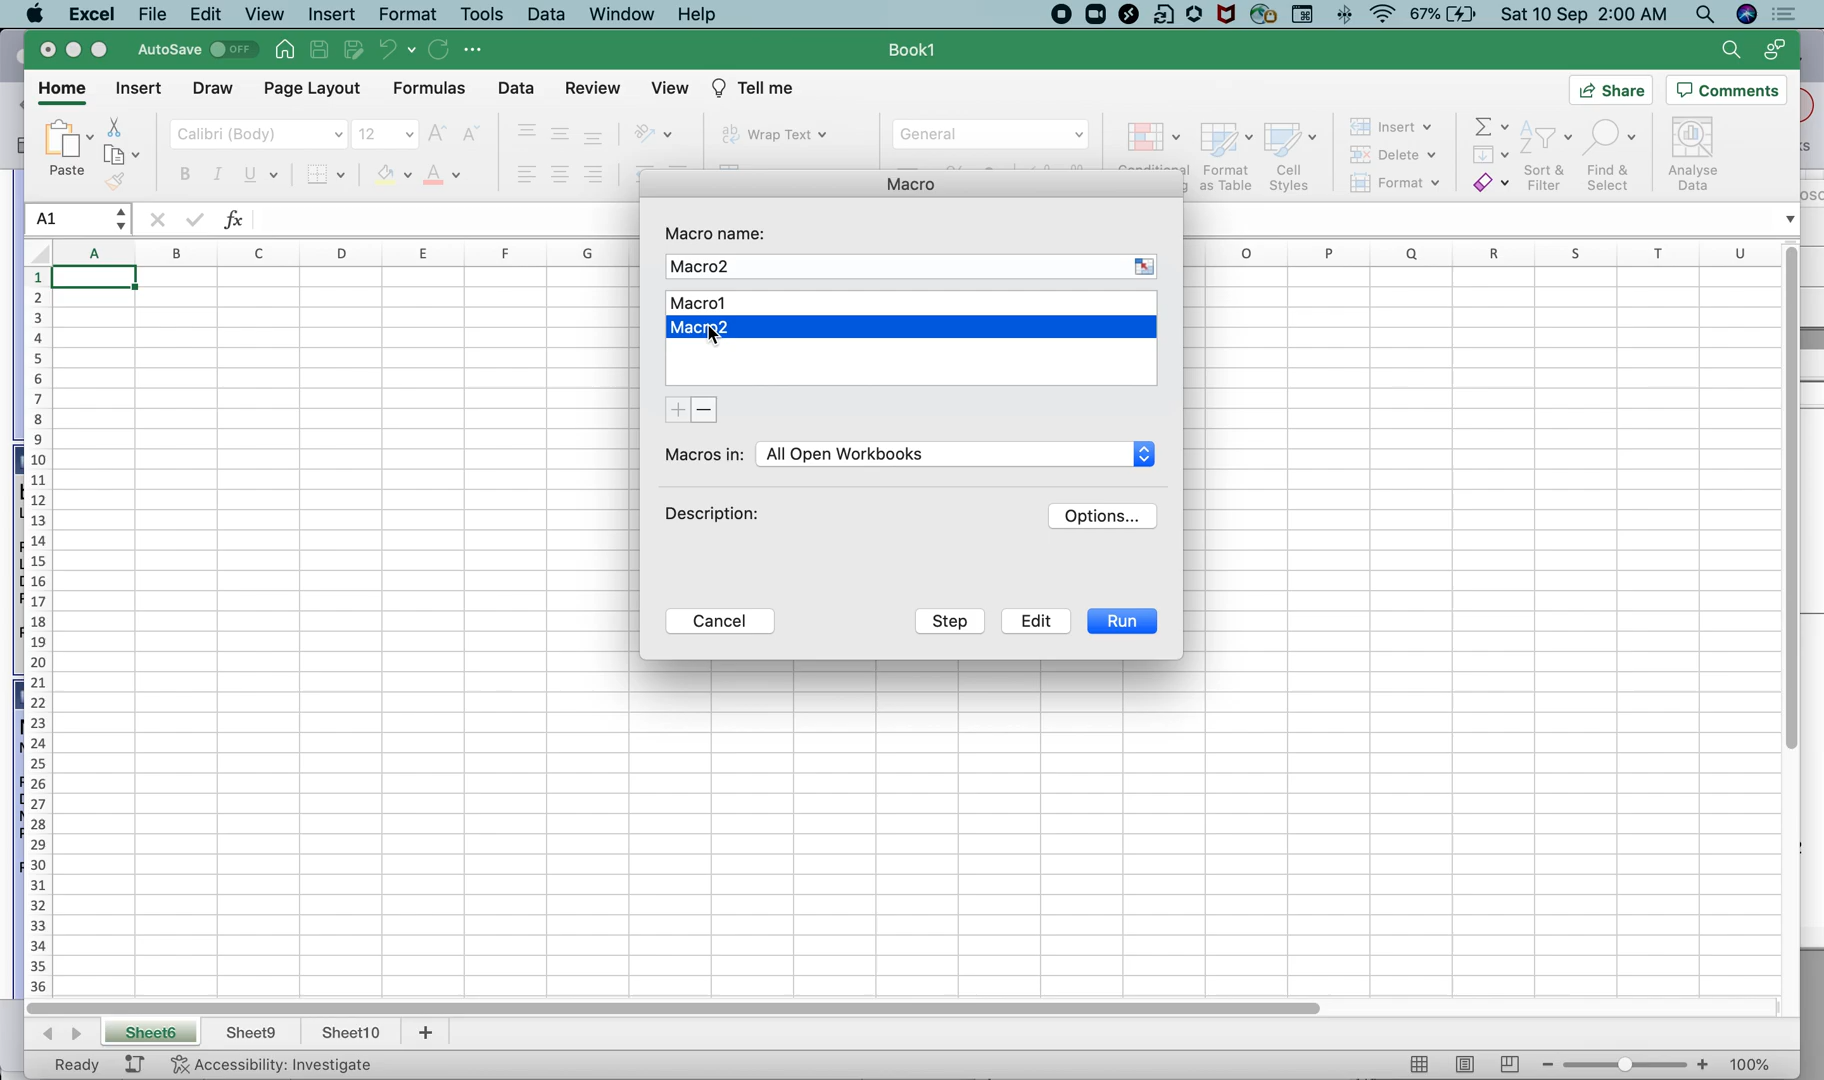 Excel File Edit View Insert Format Tools Data Window Help 67% Sat 10 Sep 2:00 AM
AutoSave OFF Book1
Home Insert Draw Page Layout Formulas Data Review View Tell me Share Comments
Calibri (Body) 12 Wrap Text General Insert
Delete
Paste B I U Conditional Format as Table Cell Styles Format Sort & Filter Find & Select Analyse Data
Macro
A1 fx
Macro name:
A B C D E F G O P Q R S T U
Macro2
Macro1
Macro2
Macros in: All Open Workbooks
Description:
Options...
Cancel Step Edit Run
1
2
3
4
5
6
7
8
9
10
11
12
13
14
15
16
17
18
19
20
21
22
23
24
25
26
27
28
29
30
31
32
33
34
35
36
Sheet6 Sheet9 Sheet10 +
Ready Accessibility: Investigate 100%